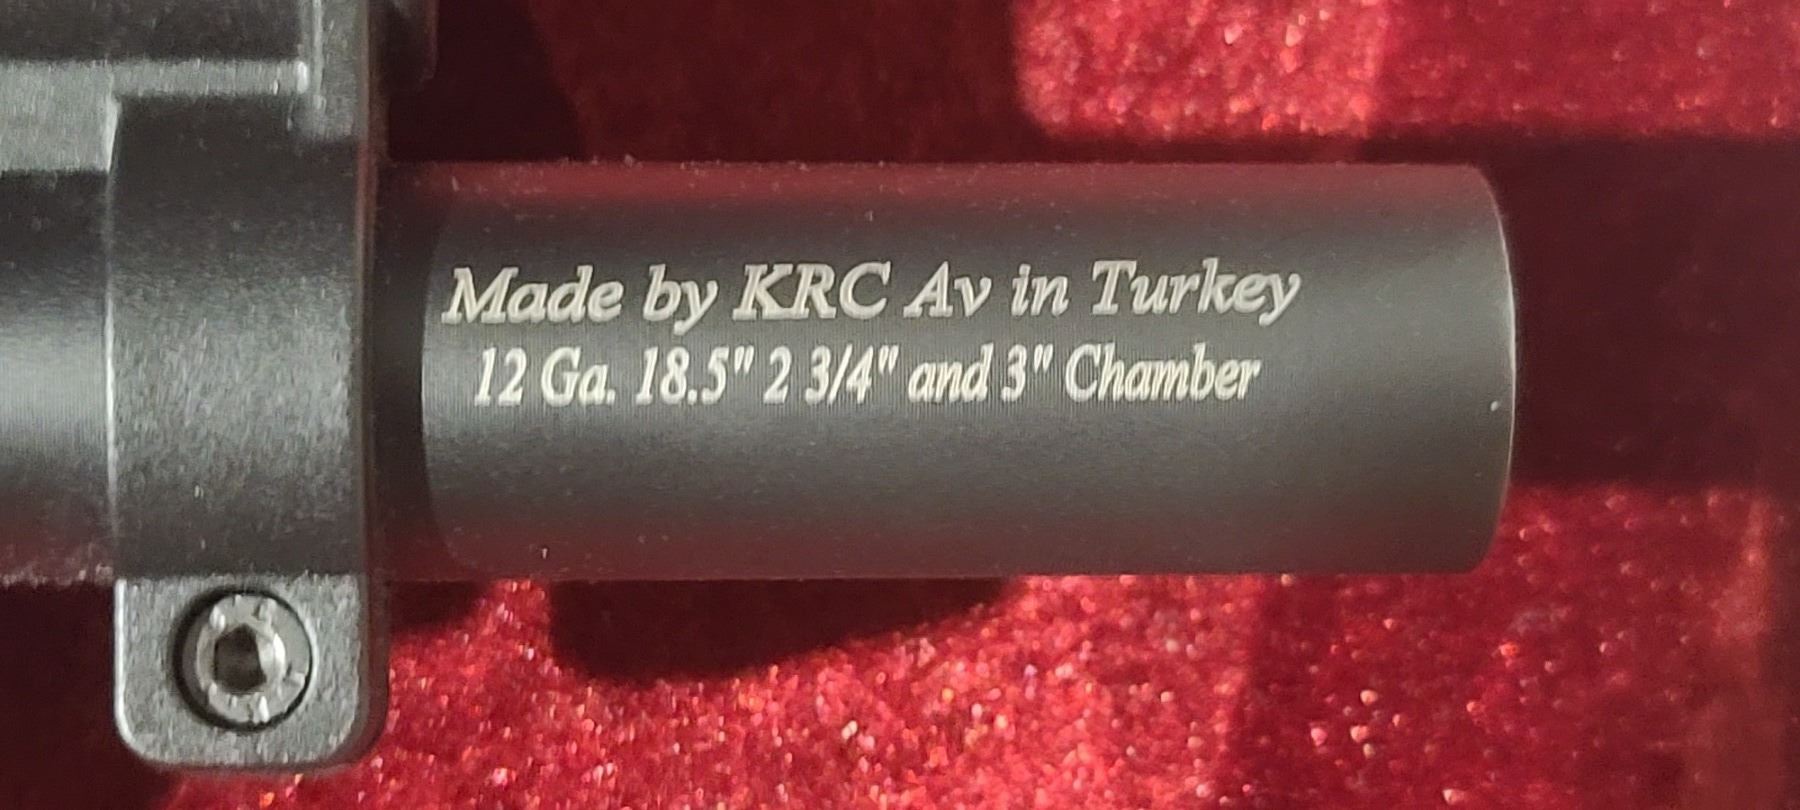 Made by KRC Av in Turkey
12 Ga. 18.5" 2 3/4" and 3" Chamber